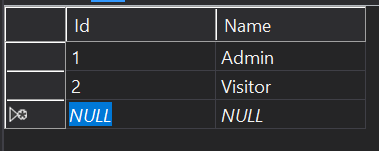 Id Name
1 Admin
2 Visitor
NULL NULL